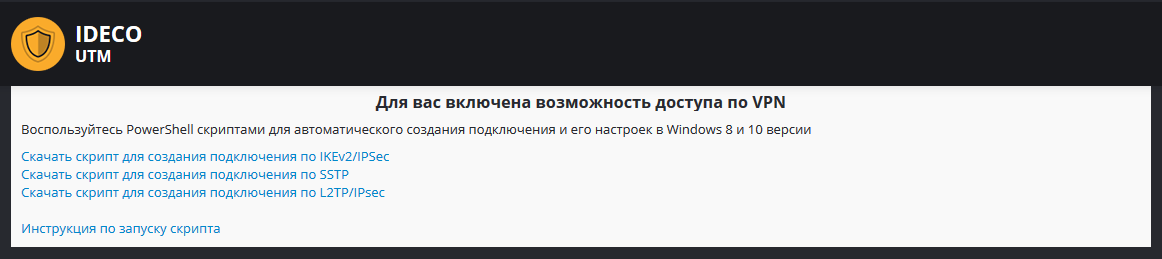 IDECO
UTM
Для вас включена возможность доступа по VPN
Воспользуйтесь PowerShell скриптами для автоматического создания подключения и его настроек в Windows 8 и 10 версии
Скачать скрипт для создания подключения по IKEv2/IPSec
Скачать скрипт для создания подключения по SSTP
Скачать скрипт для создания подключения по L2TP/IPsec
Инструкция по запуску скрипта